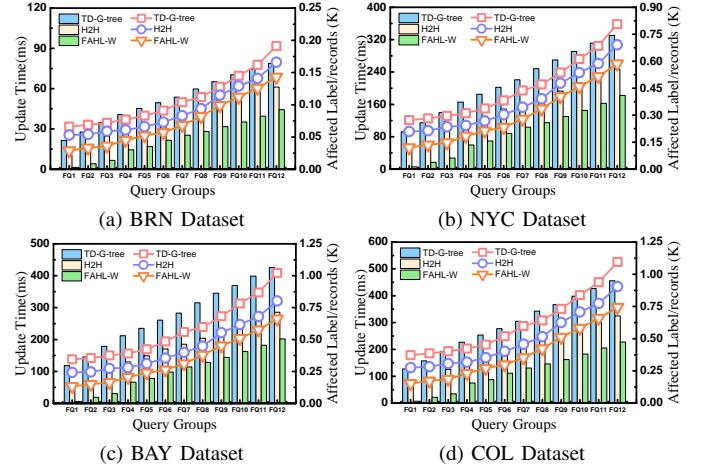 120
90
60
30
0
Update Time(ms)
TD-G-tree TD-G-tree
H2H H2H
FAHL-W FAHL-W
0.25
0.20
0.15
0.10
0.05
0.00
Affected Label/records (K)
FQ1 FQ2 FQ3 FQ4 FQ5 FQ6 FQ7 FQ8 FQ9 FQ10 FQ11 FQ12
Query Groups
(a) BRN Dataset
400
320
240
160
80
0
Update Time(ms)
TD-G-tree TD-G-tree
H2H H2H
FAHL-W FAHL-W
0.90
0.75
0.60
0.45
0.30
0.15
0.00
Affected Label/records (K)
FQ1 FQ2 FQ3 FQ4 FQ5 FQ6 FQ7 FQ8 FQ9 FQ10 FQ11 FQ12
Query Groups
(b) NYC Dataset
500
400
300
200
100
0
Update Time(ms)
TD-G-tree TD-G-tree
H2H H2H
FAHL-W FAHL-W
1.25
1.00
0.75
0.50
0.25
0.00
Affected Label/records (K)
FQ1 FQ2 FQ3 FQ4 FQ5 FQ6 FQ7 FQ8 FQ9 FQ10 FQ11 FQ12
Query Groups
(c) BAY Dataset
600
500
400
300
200
100
0
Update Time(ms)
TD-G-tree TD-G-tree
H2H H2H
FAHL-W FAHL-W
1.25
1.00
0.75
0.50
0.25
0.00
Affected Label/records (K)
FQ1 FQ2 FQ3 FQ4 FQ5 FQ6 FQ7 FQ8 FQ9 FQ10 FQ11 FQ12
Query Groups
(d) COL Dataset